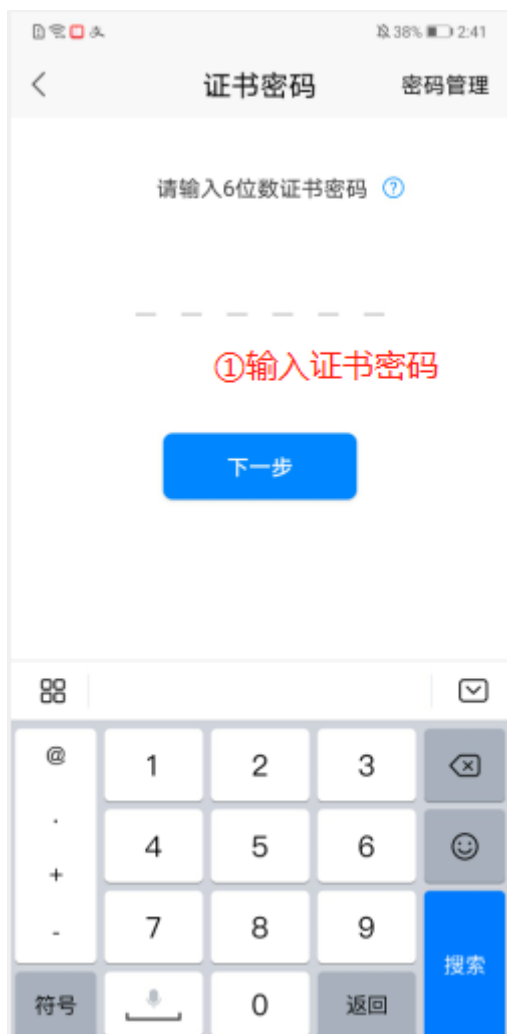 38% 2:41
证书密码 密码管理
请输入6位数证书密码 ?
①输入证书密码
下一步
@ 1 2 3
. 4 5 6
+
- 7 8 9
搜索
符号 0 返回